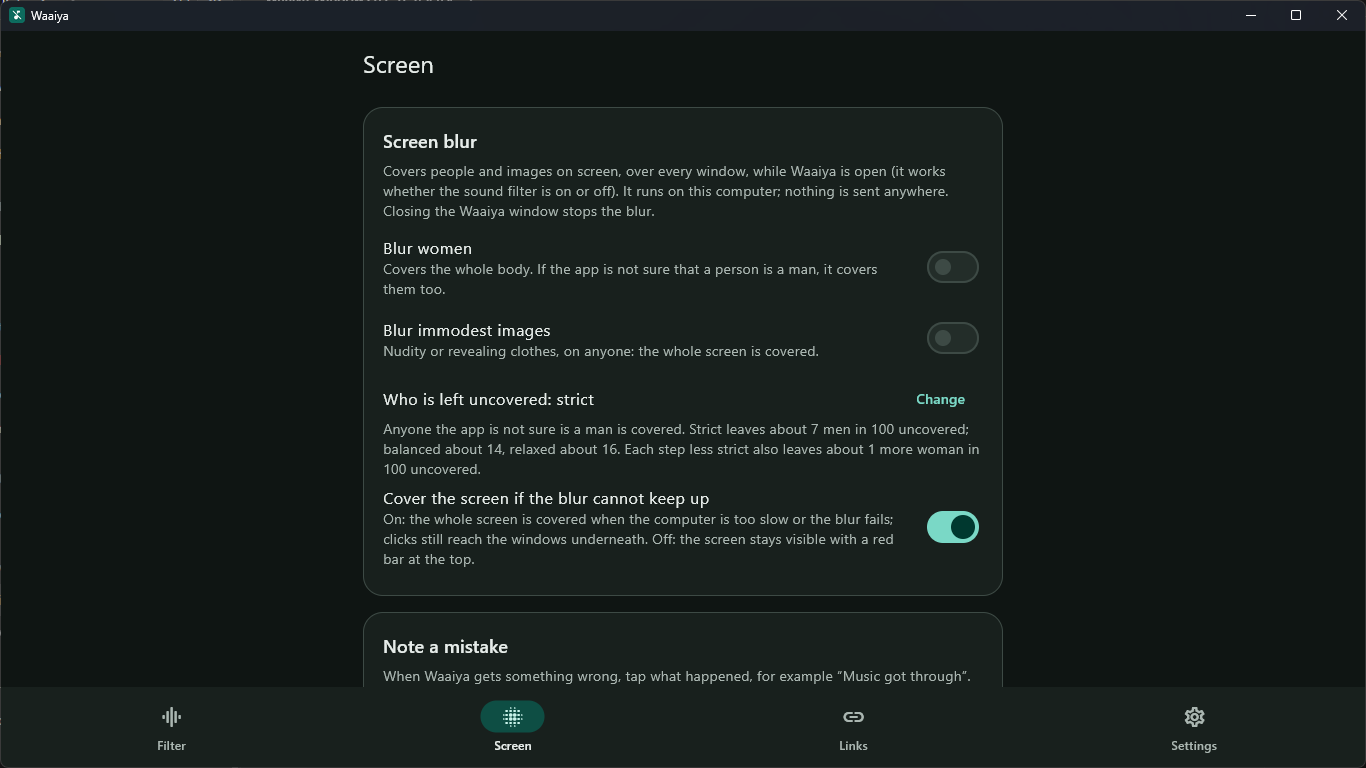 Waaiya
Screen
Screen blur
Covers people and images on screen, over every window, while Waaiya is open (it works
whether the sound filter is on or off). It runs on this computer; nothing is sent anywhere.
Closing the Waaiya window stops the blur.
Blur women
Covers the whole body. If the app is not sure that a person is a man, it covers
them too.
Blur immodest images
Nudity or revealing clothes, on anyone: the whole screen is covered.
Who is left uncovered: strict
Change
Anyone the app is not sure is a man is covered. Strict leaves about 7 men in 100 uncovered;
balanced about 14, relaxed about 16. Each step less strict also leaves about 1 more woman in
100 uncovered.
Cover the screen if the blur cannot keep up
On: the whole screen is covered when the computer is too slow or the blur fails;
clicks still reach the windows underneath. Off: the screen stays visible with a red
bar at the top.
Note a mistake
When Waaiya gets something wrong, tap what happened, for example “Music got through”.
Filter
Screen
Links
Settings